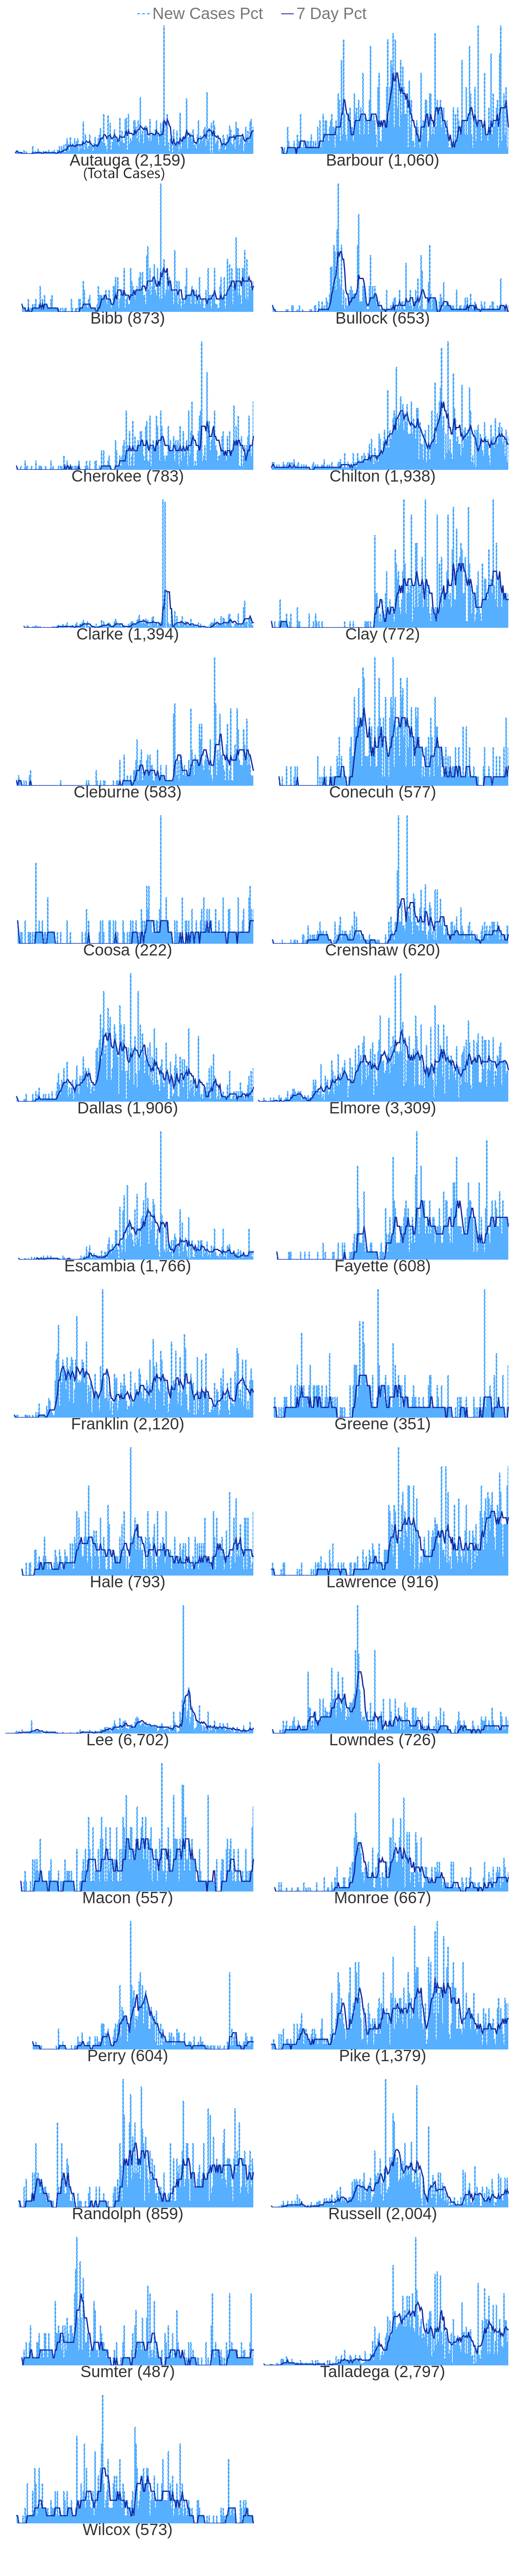 New Cases Pct 7 Day Pct
Autauga (2,159) Barbour (1,060)
(Total Cases)
Bibb (873) Bullock (653)
Cherokee (783) Chilton (1,938)
Clarke (1,394) Clay (772)
Cleburne (583) Conecuh (577)
Coosa (222) Crenshaw (620)
Dallas (1,906) Elmore (3,309)
Escambia (1,766) Fayette (608)
Franklin (2,120) Greene (351)
Hale (793) Lawrence (916)
Lee (6,702) Lowndes (726)
Macon (557) Monroe (667)
Perry (604) Pike (1,379)
Randolph (859) Russell (2,004)
Sumter (487) Talladega (2,797)
Wilcox (573)